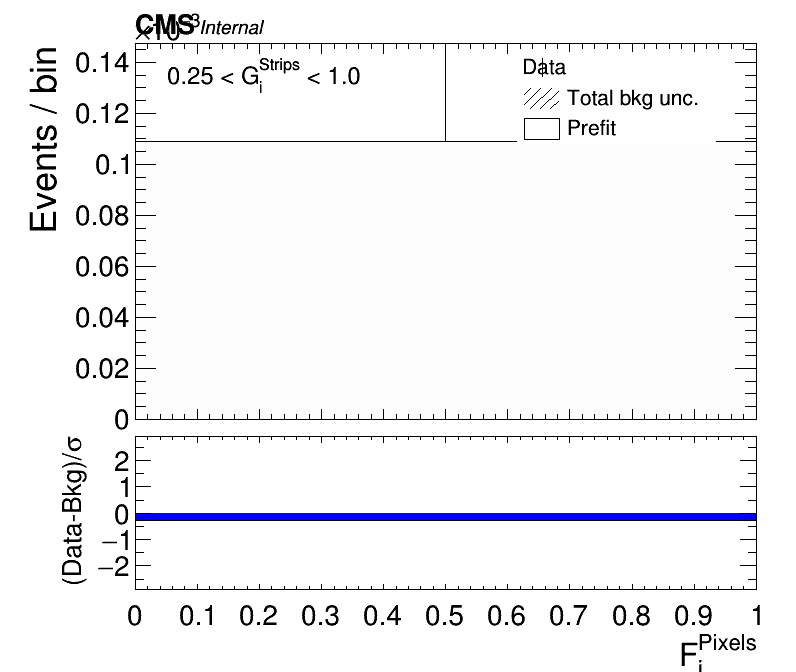 CMS Internal
×10⁻³
Events / bin
0.14
0.12
0.1
0.08
0.06
0.04
0.02
0
0.25 < G_i^Strips < 1.0
Data
Total bkg unc.
Prefit
(Data-Bkg)/σ
2
1
0
−1
−2
0 0.1 0.2 0.3 0.4 0.5 0.6 0.7 0.8 0.9 1
F_i^Pixels